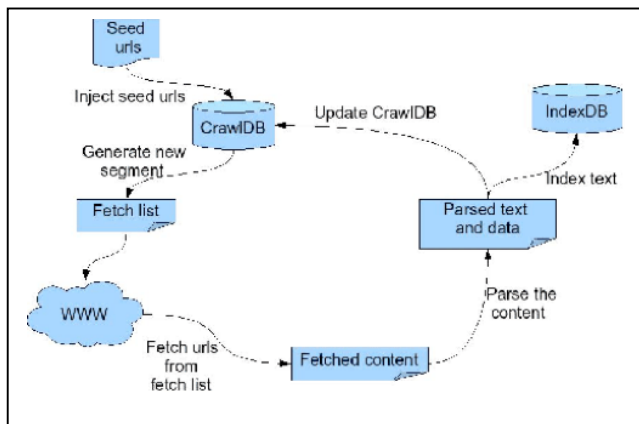 Seed
urls
Inject seed urls
CrawlDB
Update CrawlDB
IndexDB
Generate new
segment
Index text
Fetch list
Parsed text
and data
WWW
Parse the
content
Fetch urls
from
fetch list
Fetched content